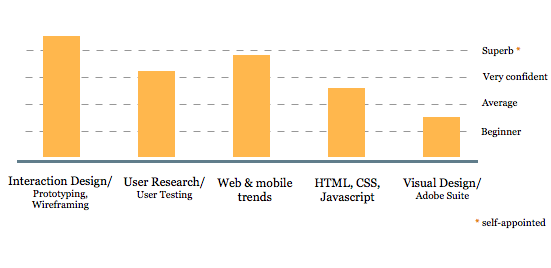 Superb *
Very confident
Average
Beginner
Interaction Design/
Prototyping,
Wireframing
User Research/
User Testing
Web & mobile
trends
HTML, CSS,
Javascript
Visual Design/
Adobe Suite
* self-appointed